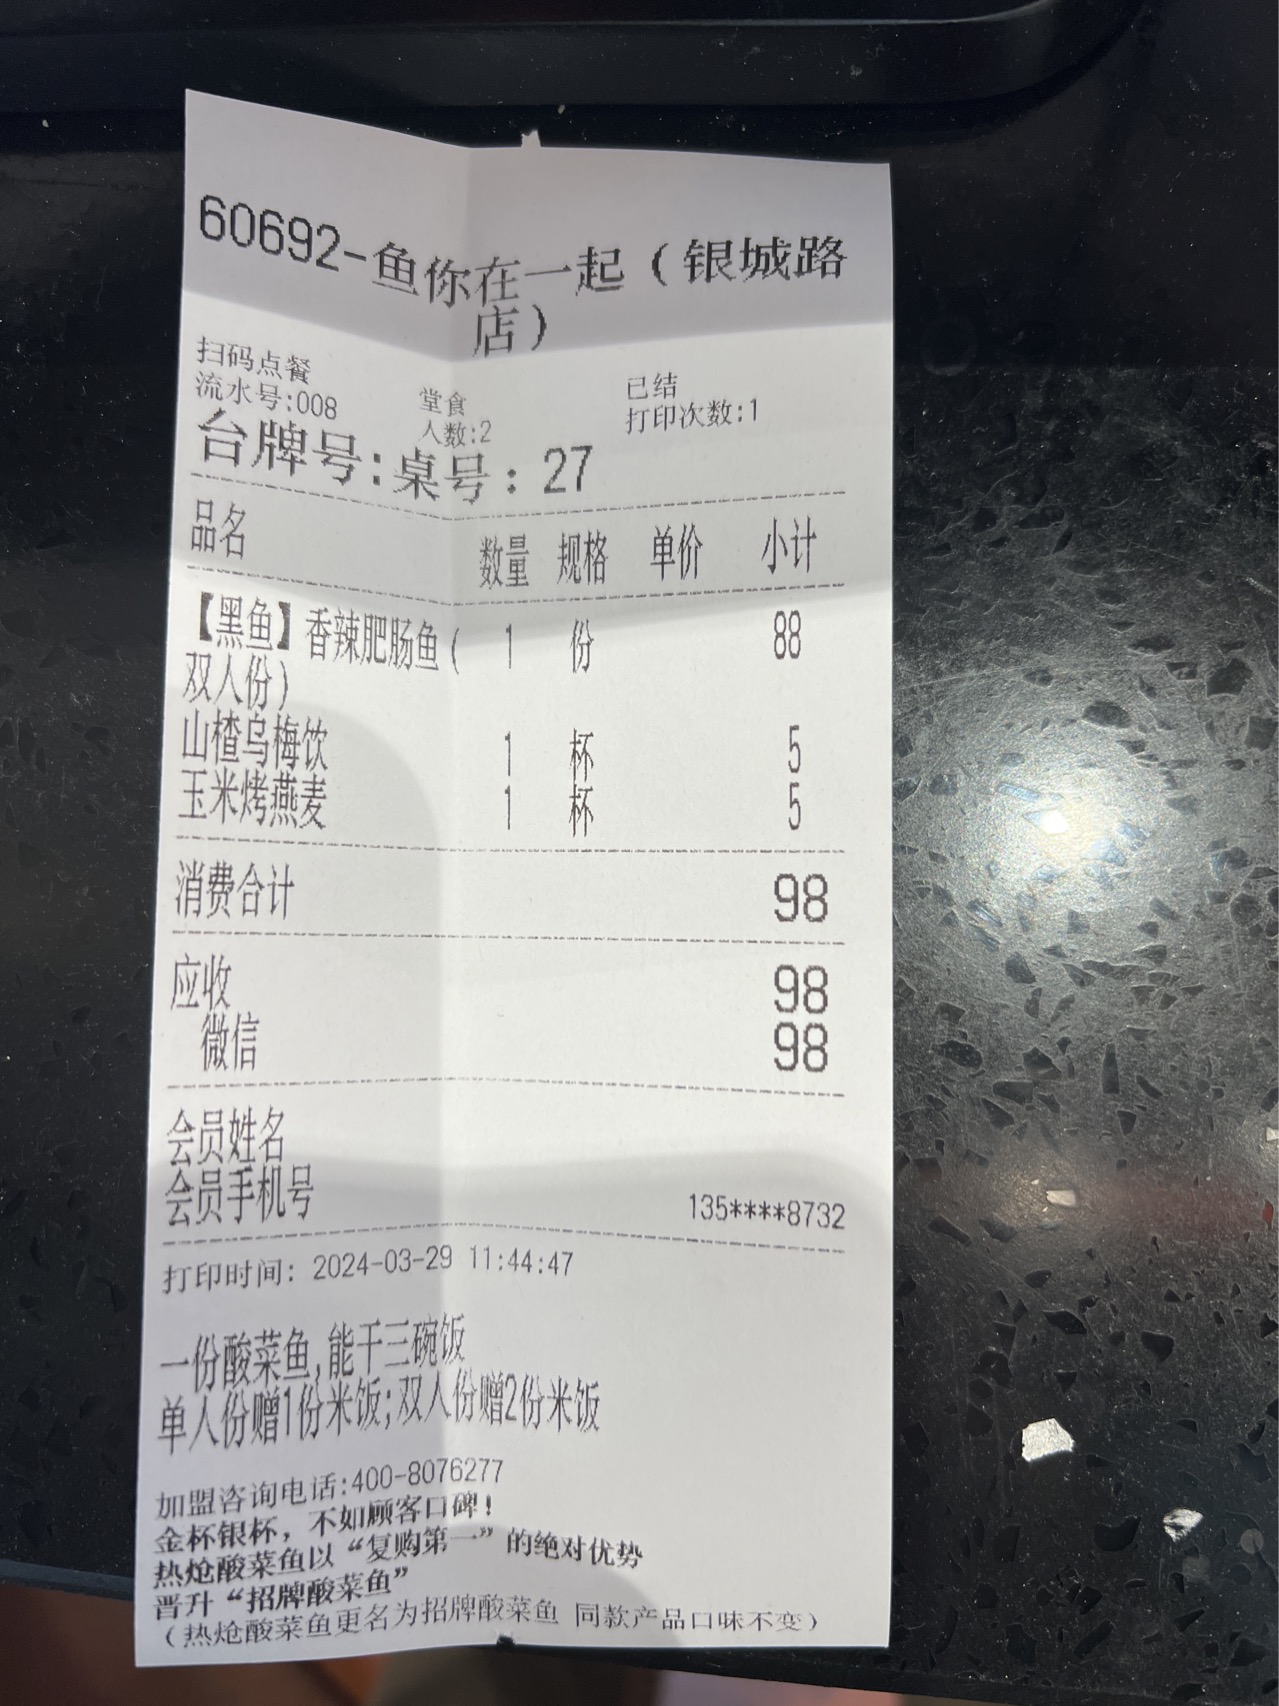 60692-鱼你在一起（银城路
店）
扫码点餐 堂食 已结
流水号:008 人数:2 打印次数:1
台牌号:桌号：27
品名 数量 规格 单价 小计
【黑鱼】香辣肥肠鱼( 1 份 88
双人份)
山楂乌梅饮 1 杯 5
玉米烤燕麦 1 杯 5
消费合计 98
应收 98
微信 98
会员姓名
会员手机号 135****8732
打印时间: 2024-03-29 11:44:47
一份酸菜鱼,能干三碗饭
单人份赠1份米饭;双人份赠2份米饭
加盟咨询电话:400-8076277
金杯银杯，不如顾客口碑！
热炝酸菜鱼以“复购第一”的绝对优势
晋升“招牌酸菜鱼”
（热炝酸菜鱼更名为招牌酸菜鱼 同款产品口味不变）